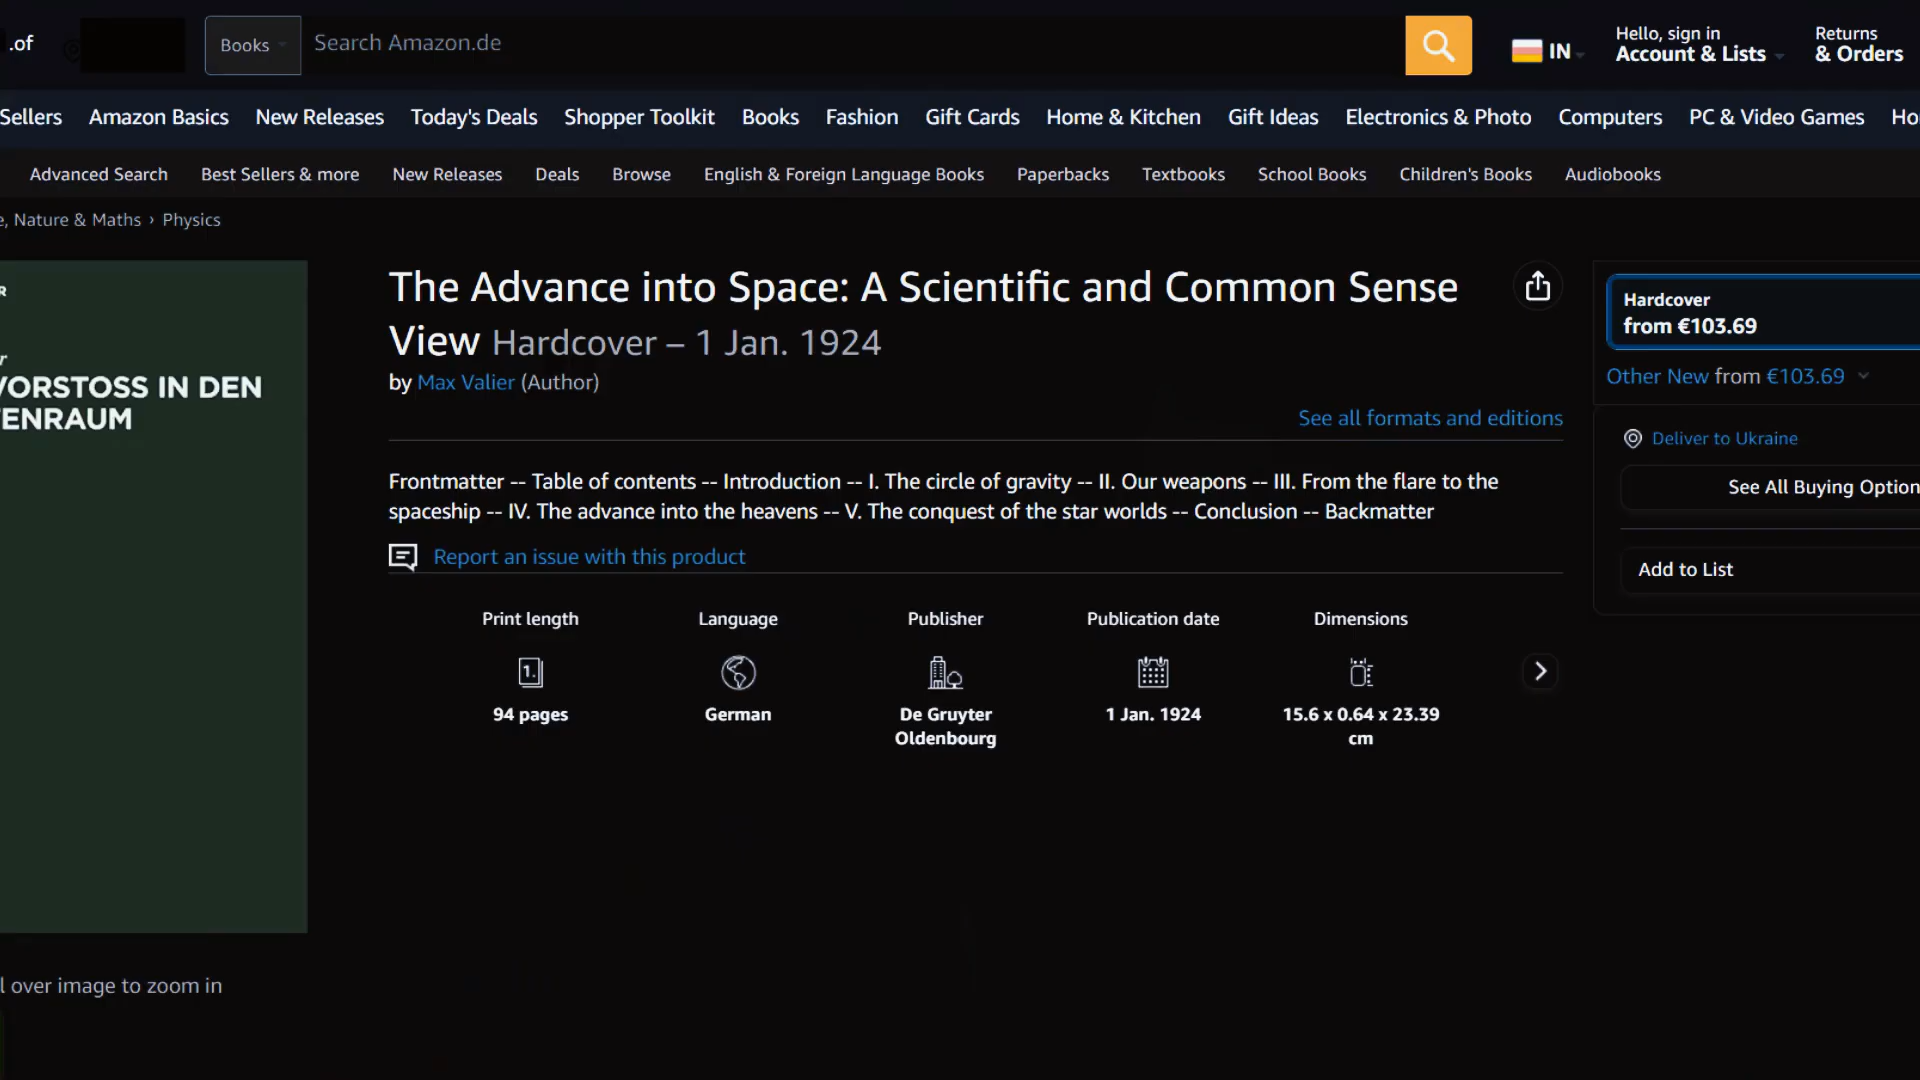 .of
Books
Search Amazon.de
IN
Hello, sign in
Account & Lists
Returns
& Orders
Sellers Amazon Basics New Releases Today's Deals Shopper Toolkit Books Fashion Gift Cards Home & Kitchen Gift Ideas Electronics & Photo Computers PC & Video Games Ho
Advanced Search Best Sellers & more New Releases Deals Browse English & Foreign Language Books Paperbacks Textbooks School Books Children's Books Audiobooks
e, Nature & Maths › Physics
R
r
VORSTOSS IN DEN
TENRAUM
l over image to zoom in
The Advance into Space: A Scientific and Common Sense
View Hardcover – 1 Jan. 1924
by Max Valier (Author)
See all formats and editions
Frontmatter -- Table of contents -- Introduction -- I. The circle of gravity -- II. Our weapons -- III. From the flare to the
spaceship -- IV. The advance into the heavens -- V. The conquest of the star worlds -- Conclusion -- Backmatter
Report an issue with this product
Print length
1.
94 pages
Language
German
Publisher
De Gruyter
Oldenbourg
Publication date
1 Jan. 1924
Dimensions
15.6 x 0.64 x 23.39
cm
Hardcover
from €103.69
Other New from €103.69
Deliver to Ukraine
See All Buying Option
Add to List